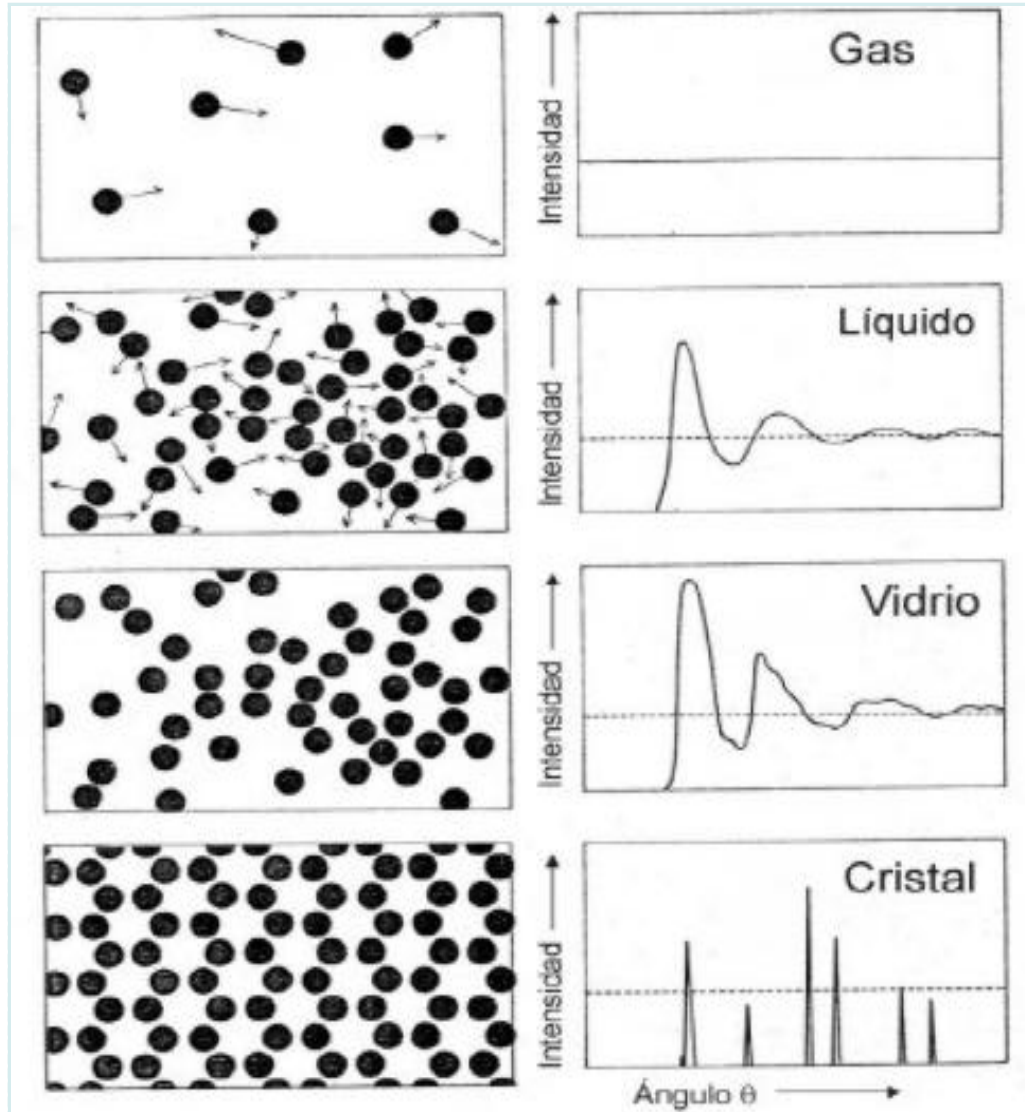 Gas
Intensidad
Líquido
Intensidad
Vidrio
Intensidad
Cristal
Intensidad
Ángulo θ